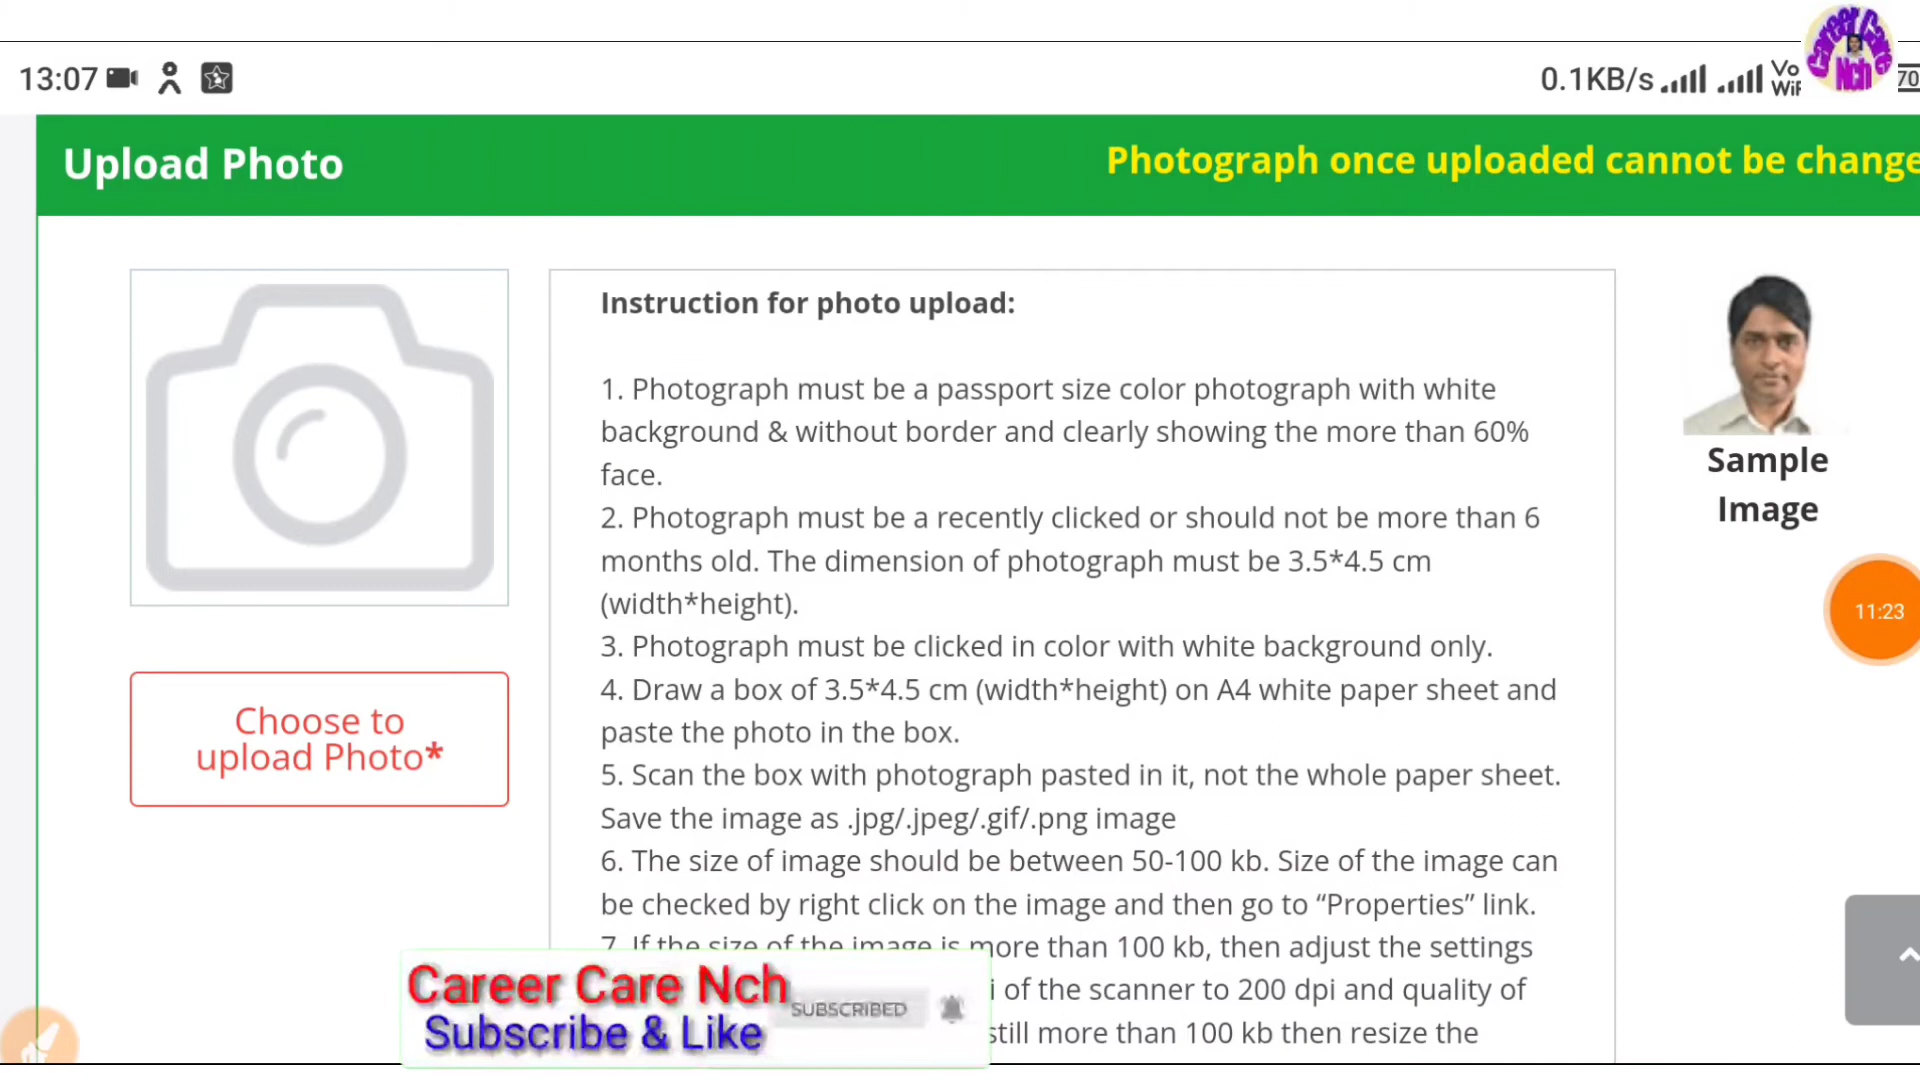 13:07
0.1KB/s
Vo
WiF
70
Career Care
Nch
Upload Photo
Photograph once uploaded cannot be change
Instruction for photo upload:
1. Photograph must be a passport size color photograph with white
background & without border and clearly showing the more than 60%
face.
2. Photograph must be a recently clicked or should not be more than 6
months old. The dimension of photograph must be 3.5*4.5 cm
(width*height).
3. Photograph must be clicked in color with white background only.
4. Draw a box of 3.5*4.5 cm (width*height) on A4 white paper sheet and
paste the photo in the box.
5. Scan the box with photograph pasted in it, not the whole paper sheet.
Save the image as .jpg/.jpeg/.gif/.png image
6. The size of image should be between 50-100 kb. Size of the image can
be checked by right click on the image and then go to “Properties” link.
7. If the size of the image is more than 100 kb, then adjust the settings
i of the scanner to 200 dpi and quality of
still more than 100 kb then resize the
Choose to
upload Photo*
Sample
Image
11:23
Career Care Nch
Subscribe & Like
SUBSCRIBED